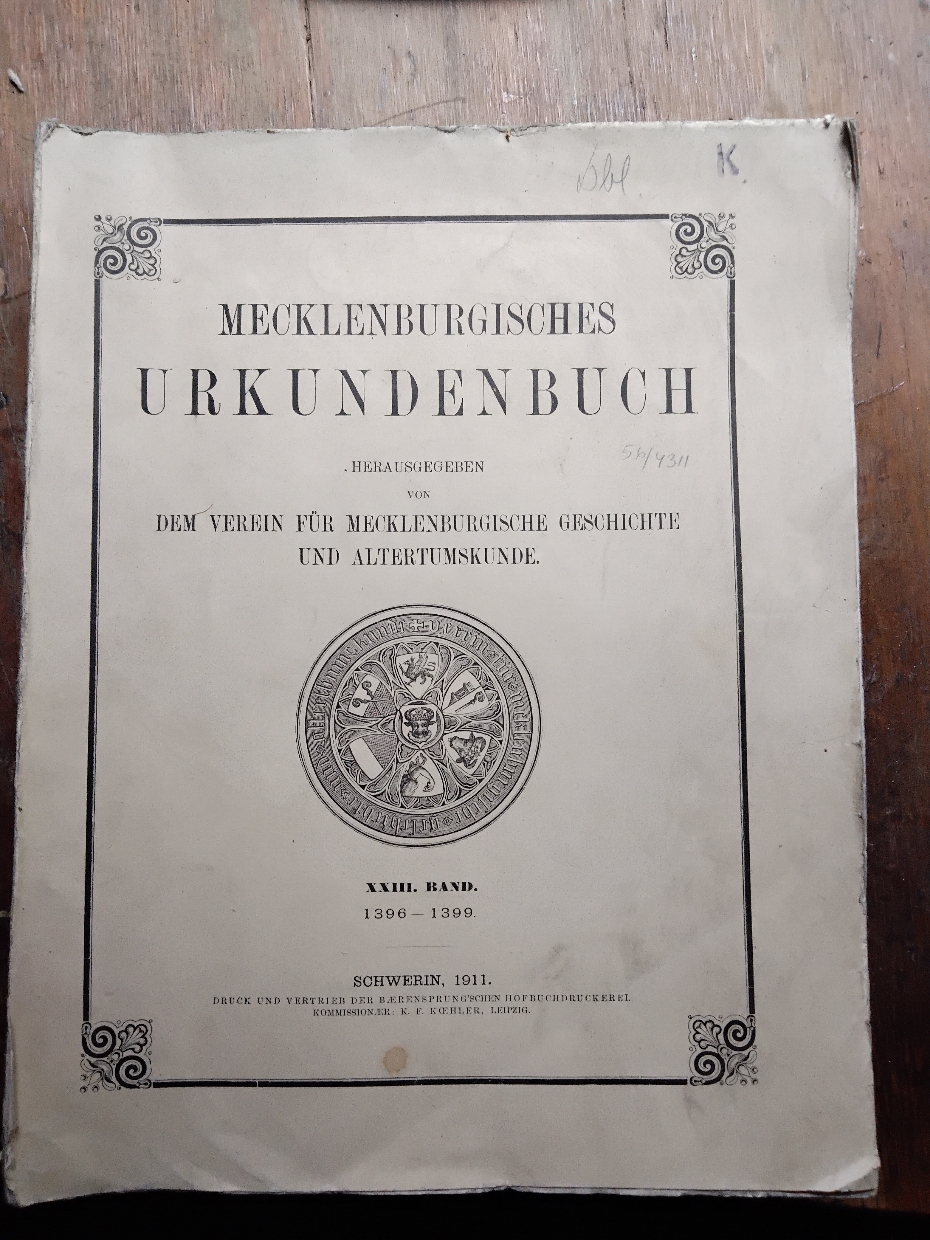 Dbl K
MECKLENBURGISCHES
URKUNDENBUCH
HERAUSGEGEBEN
56/4311
VON
DEM VEREIN FÜR MECKLENBURGISCHE GESCHICHTE
UND ALTERTUMSKUNDE.
XXIII. BAND.
1396 – 1399.
SCHWERIN, 1911.
DRUCK UND VERTRIEB DER BÆRENSPRUNG'SCHEN HOFBUCHDRUCKEREI.
KOMMISSIONÆR: K. F. KŒHLER, LEIPZIG.